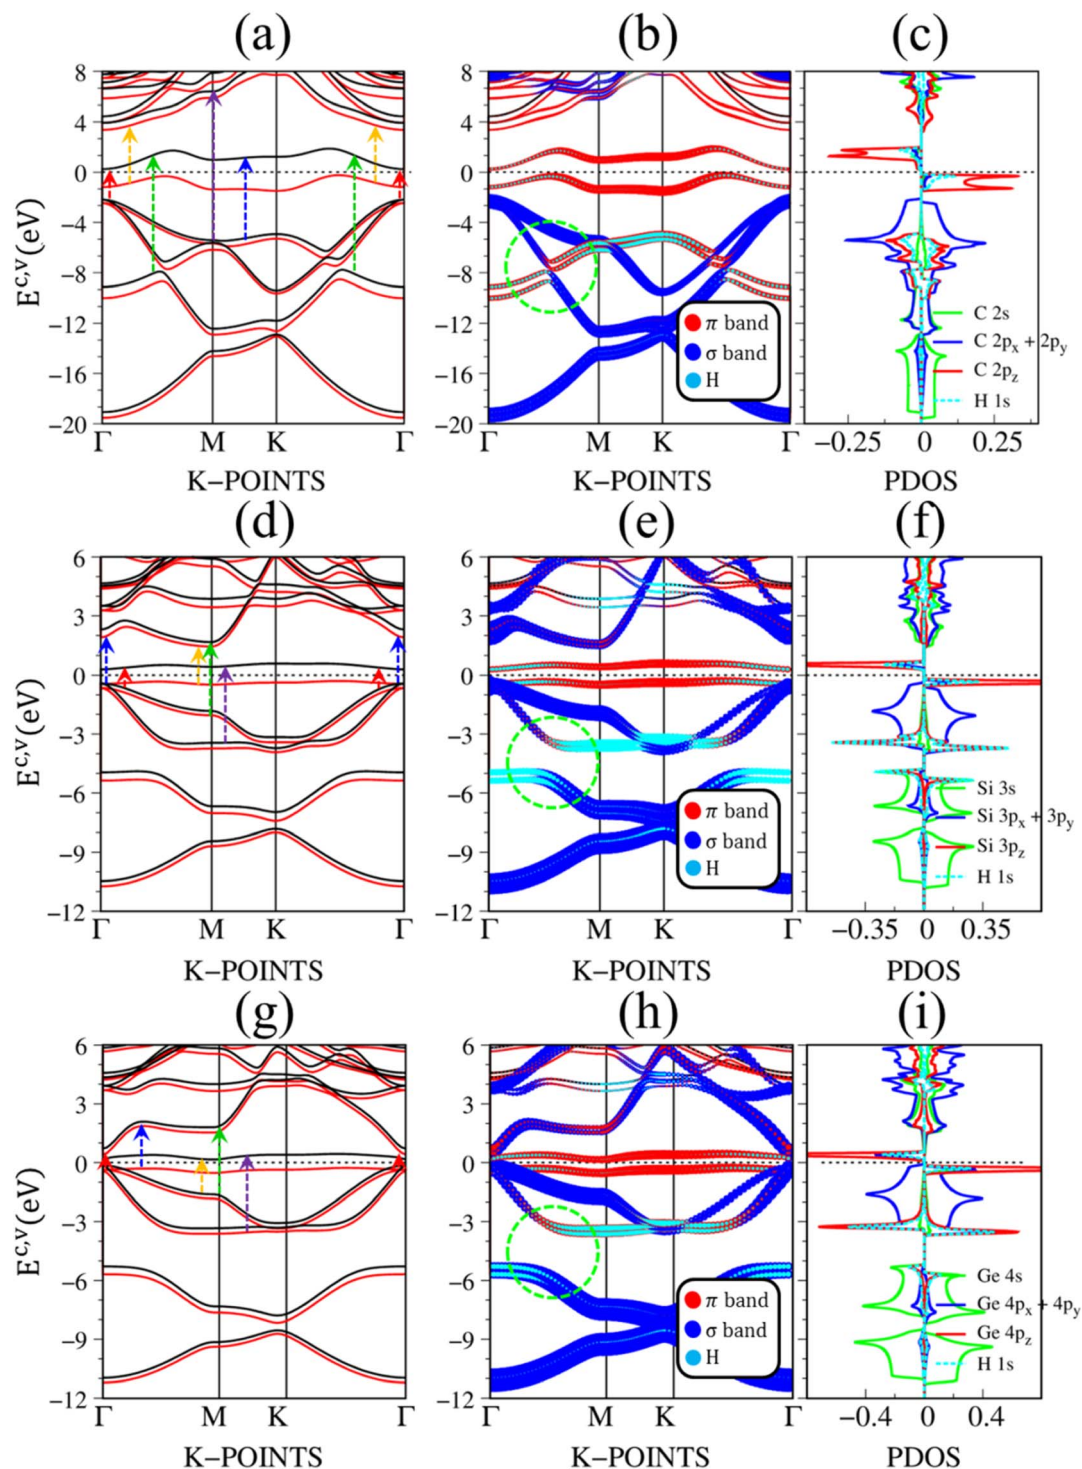 (a) (b) (c)
8
4
0
−4
−8
−12
−16
−20
E^{c,v}(eV)
Γ M K Γ
K−POINTS
π band
σ band
H
Γ M K Γ
K−POINTS
C 2s
C 2p_x + 2p_y
C 2p_z
H 1s
−0.25 0 0.25
PDOS
(d) (e) (f)
6
3
0
−3
−6
−9
−12
E^{c,v}(eV)
Γ M K Γ
K−POINTS
π band
σ band
H
Γ M K Γ
K−POINTS
Si 3s
Si 3p_x + 3p_y
Si 3p_z
H 1s
−0.35 0 0.35
PDOS
(g) (h) (i)
6
3
0
−3
−6
−9
−12
E^{c,v}(eV)
Γ M K Γ
K−POINTS
π band
σ band
H
Γ M K Γ
K−POINTS
Ge 4s
Ge 4p_x + 4p_y
Ge 4p_z
H 1s
−0.4 0 0.4
PDOS